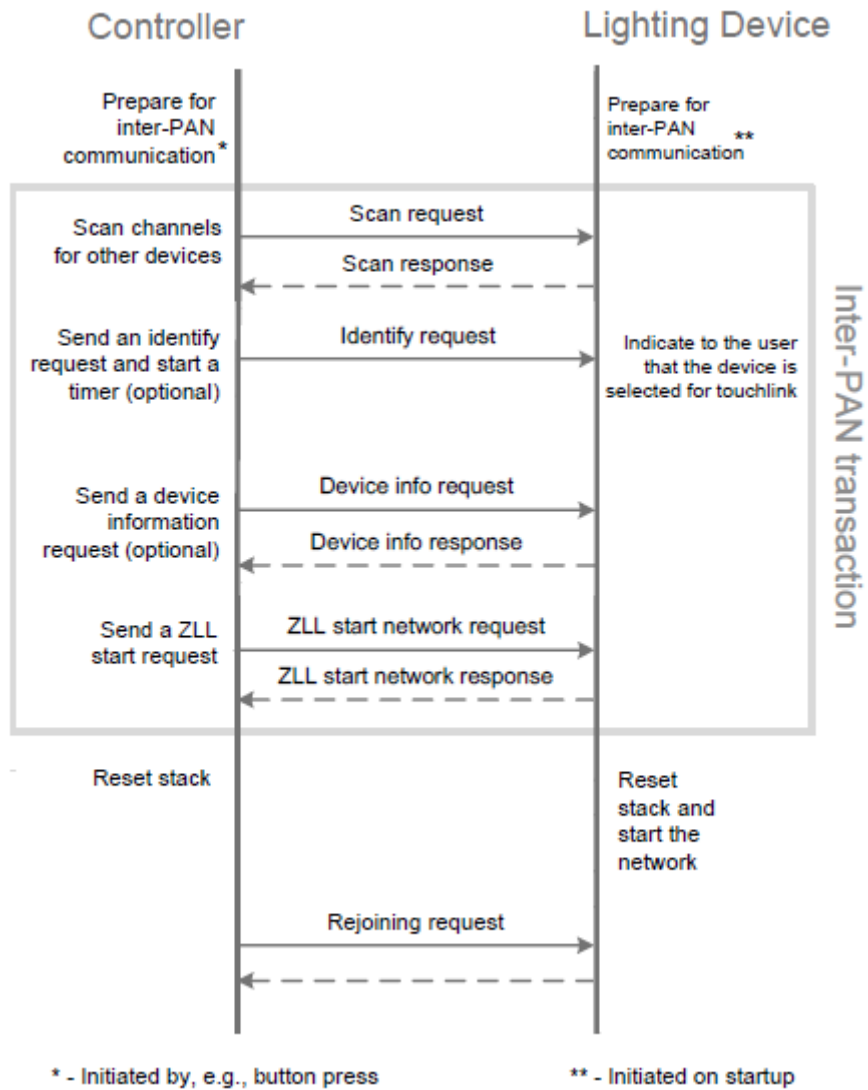 Controller
Lighting Device
Prepare for
inter-PAN
communication*
Prepare for
inter-PAN
communication**
Scan channels
for other devices
Scan request
Scan response
Send an identify
request and start a
timer (optional)
Identify request
Indicate to the user
that the device is
selected for touchlink
Inter-PAN transaction
Send a device
information
request (optional)
Device info request
Device info response
Send a ZLL
start request
ZLL start network request
ZLL start network response
Reset stack
Reset
stack and
start the
network
Rejoining request
* - Initiated by, e.g., button press
** - Initiated on startup